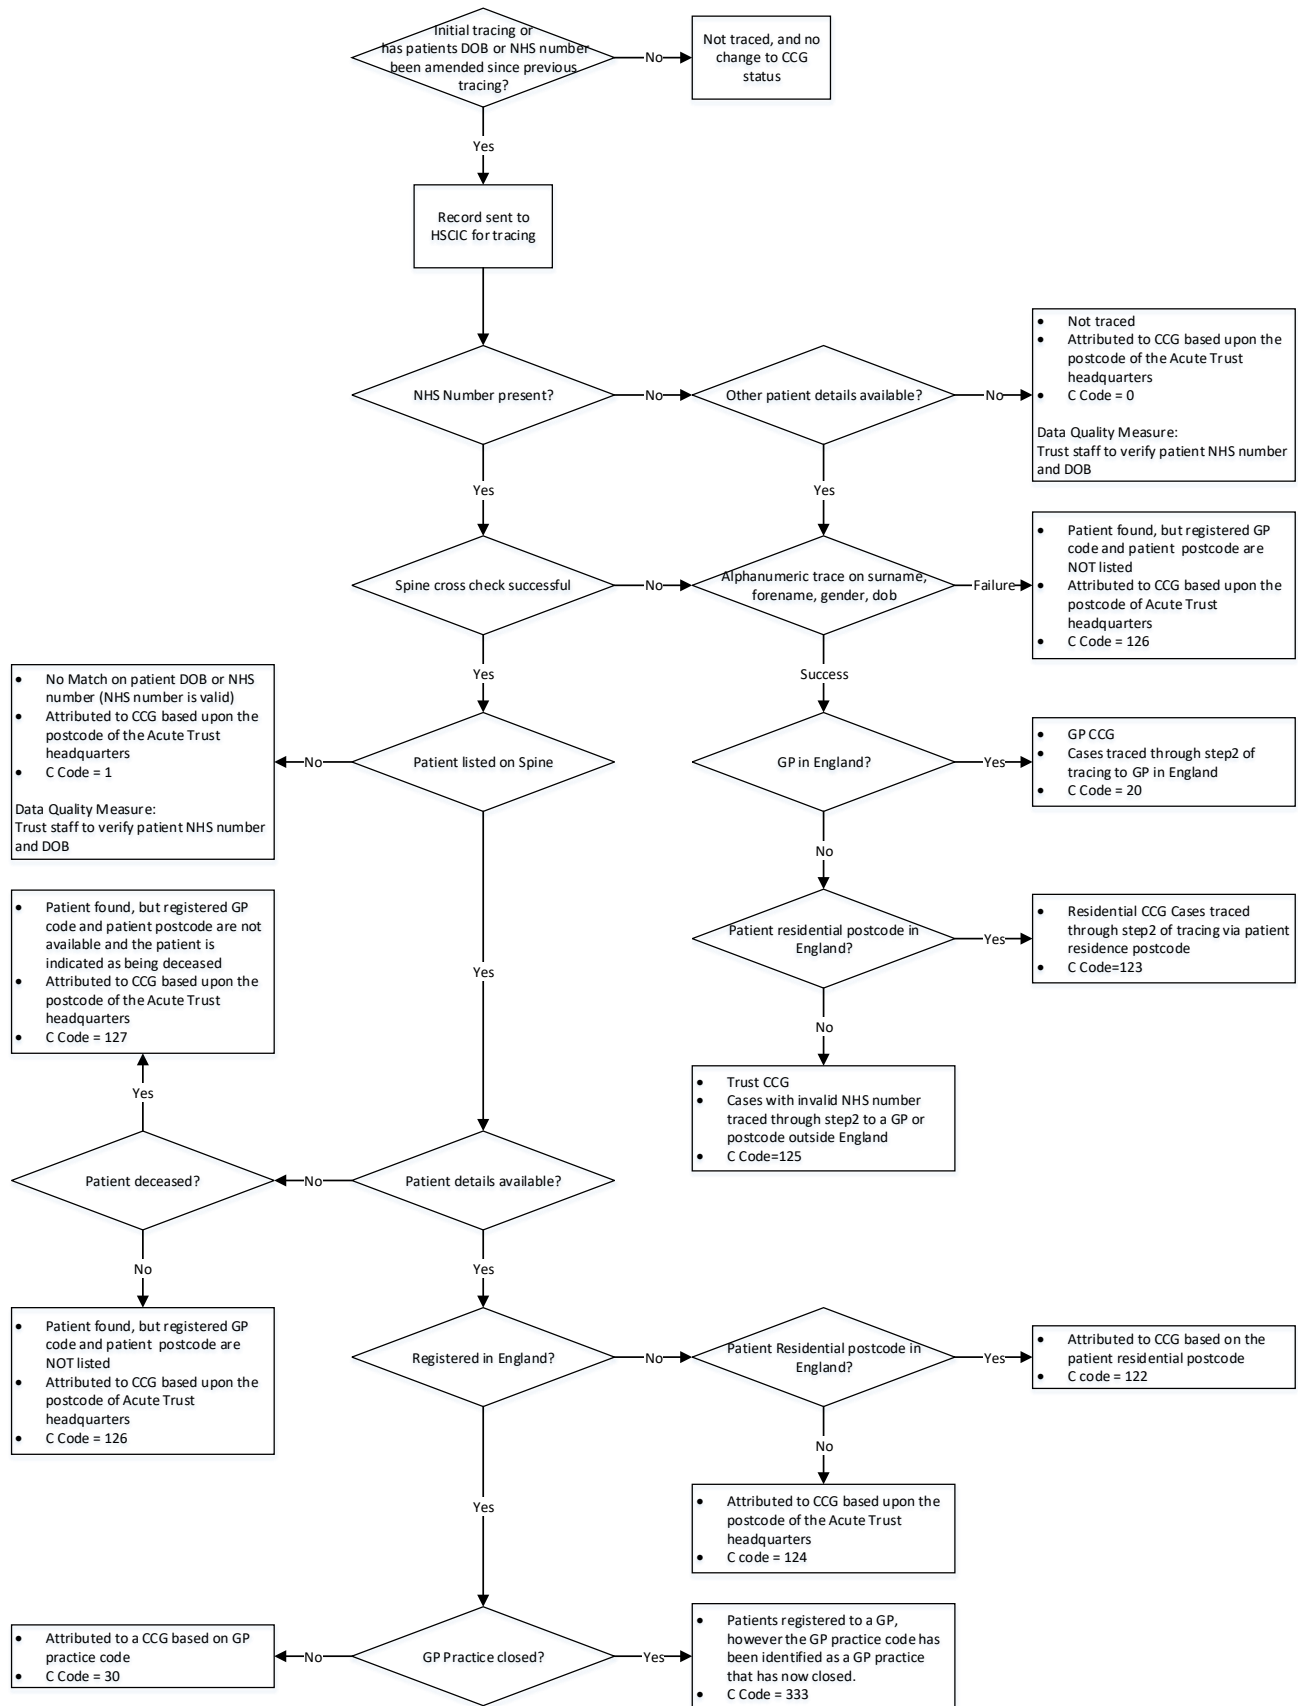 Initial tracing or
has patients DOB or NHS number
been amended since previous
tracing?
No
Not traced, and no
change to CCG
status
Yes
Record sent to
HSCIC for tracing
NHS Number present?
No
Other patient details available?
No
• Not traced
• Attributed to CCG based upon the
postcode of the Acute Trust
headquarters
• C Code = 0
Data Quality Measure:
Trust staff to verify patient NHS number
and DOB
Yes
Yes
Spine cross check successful
No
Alphanumeric trace on surname,
forename, gender, dob
Failure
• Patient found, but registered GP
code and patient postcode are
NOT listed
• Attributed to CCG based upon the
postcode of Acute Trust
headquarters
• C Code = 126
Yes
Success
• No Match on patient DOB or NHS
number (NHS number is valid)
• Attributed to CCG based upon the
postcode of the Acute Trust
headquarters
• C Code = 1
Data Quality Measure:
Trust staff to verify patient NHS number
and DOB
No
Patient listed on Spine
GP in England?
Yes
• GP CCG
• Cases traced through step2 of
tracing to GP in England
• C Code = 20
No
• Patient found, but registered GP
code and patient postcode are not
available and the patient is
indicated as being deceased
• Attributed to CCG based upon the
postcode of the Acute Trust
headquarters
• C Code = 127
Yes
Patient residential postcode in
England?
Yes
• Residential CCG Cases traced
through step2 of tracing via patient
residence postcode
• C Code=123
No
• Trust CCG
• Cases with invalid NHS number
traced through step2 to a GP or
postcode outside England
• C Code=125
Yes
Patient deceased?
No
Patient details available?
No
Yes
• Patient found, but registered GP
code and patient postcode are
NOT listed
• Attributed to CCG based upon the
postcode of Acute Trust
headquarters
• C Code = 126
Registered in England?
No
Patient Residential postcode in
England?
Yes
• Attributed to CCG based on the
patient residential postcode
• C code = 122
No
Yes
• Attributed to CCG based upon the
postcode of the Acute Trust
headquarters
• C code = 124
• Attributed to a CCG based on GP
practice code
• C Code = 30
No
GP Practice closed?
Yes
• Patients registered to a GP,
however the GP practice code has
been identified as a GP practice
that has now closed.
• C Code = 333